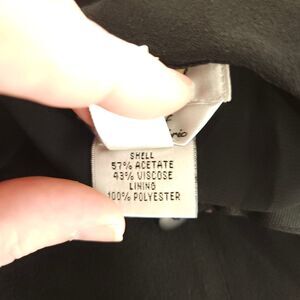 SHELL
57% ACETATE
43% VISCOSE
LINING
100% POLYESTER